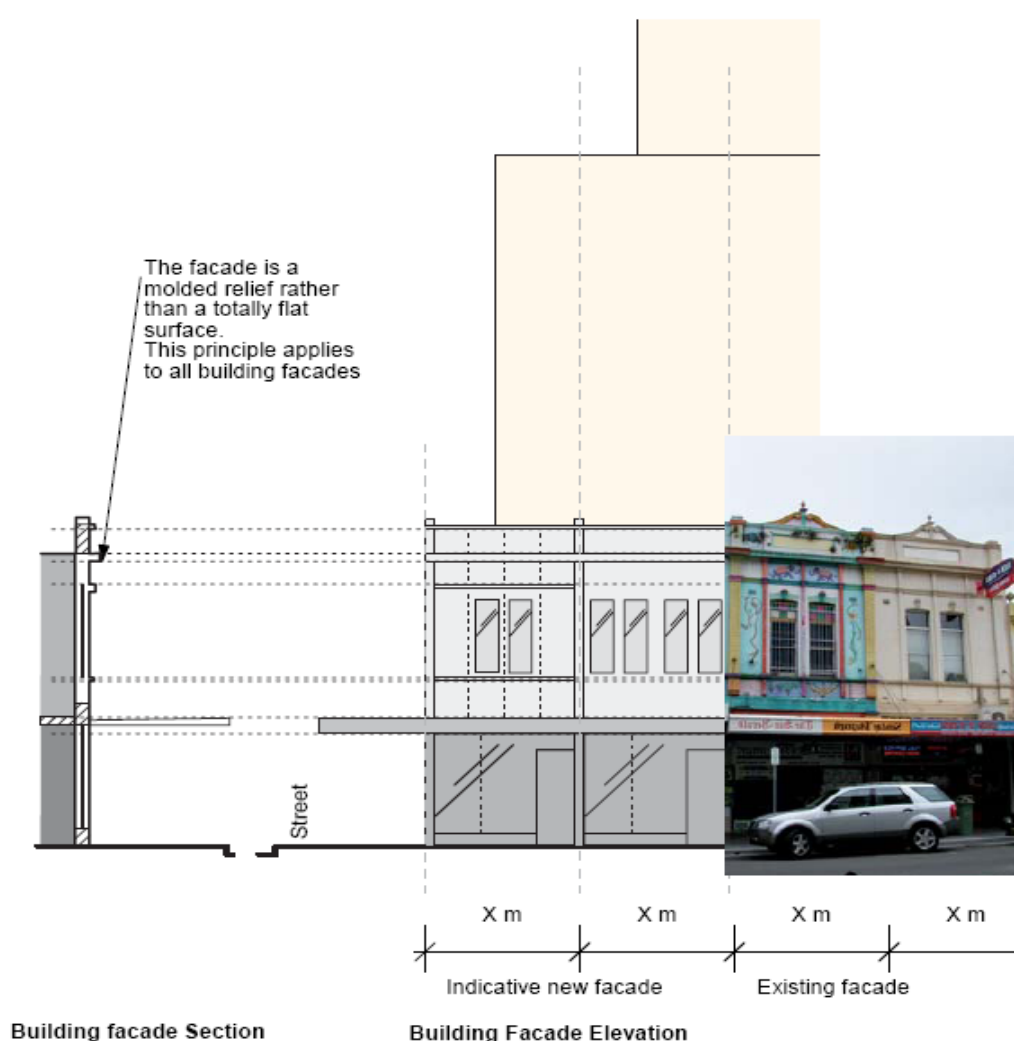 The facade is a
molded relief rather
than a totally flat
surface.
This principle applies
to all building facades
Street
X m
X m
X m
X m
Indicative new facade
Existing facade
Building facade Section
Building Facade Elevation